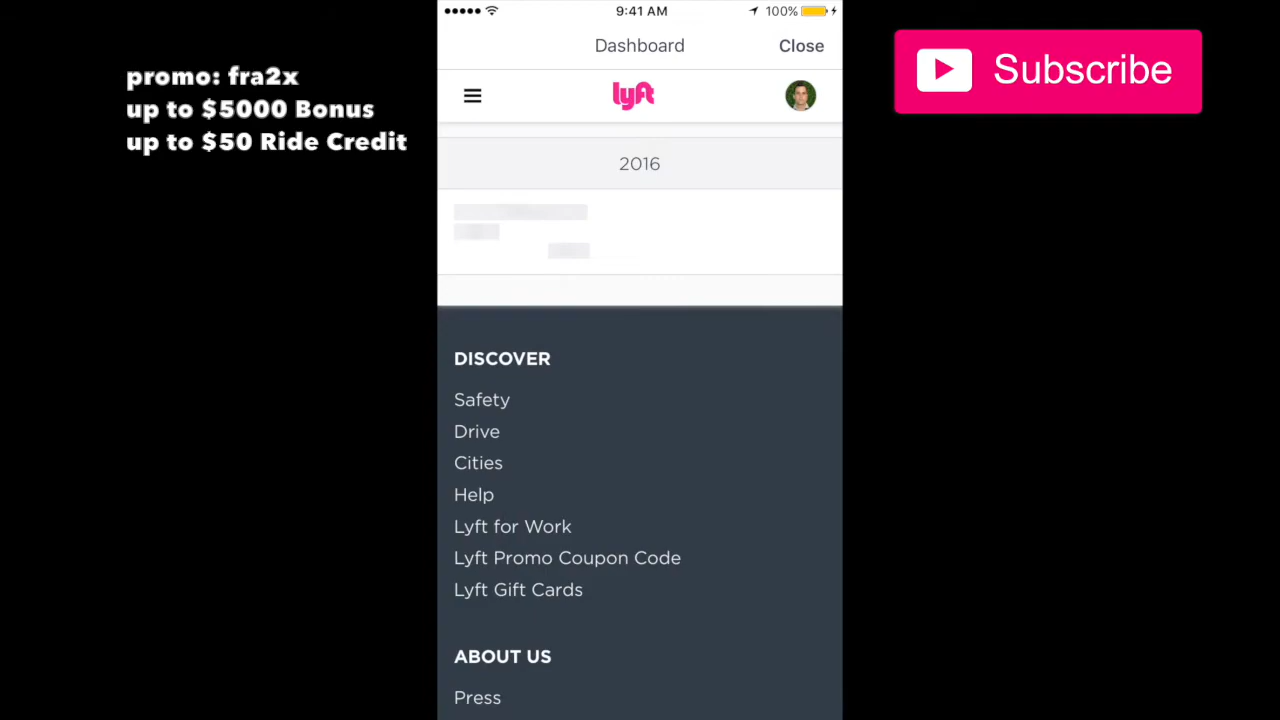 promo: fra2x
up to $5000 Bonus
up to $50 Ride Credit
9:41 AM
100%
Dashboard
Close
lyft
Subscribe
2016
DISCOVER
Safety
Drive
Cities
Help
Lyft for Work
Lyft Promo Coupon Code
Lyft Gift Cards
ABOUT US
Press